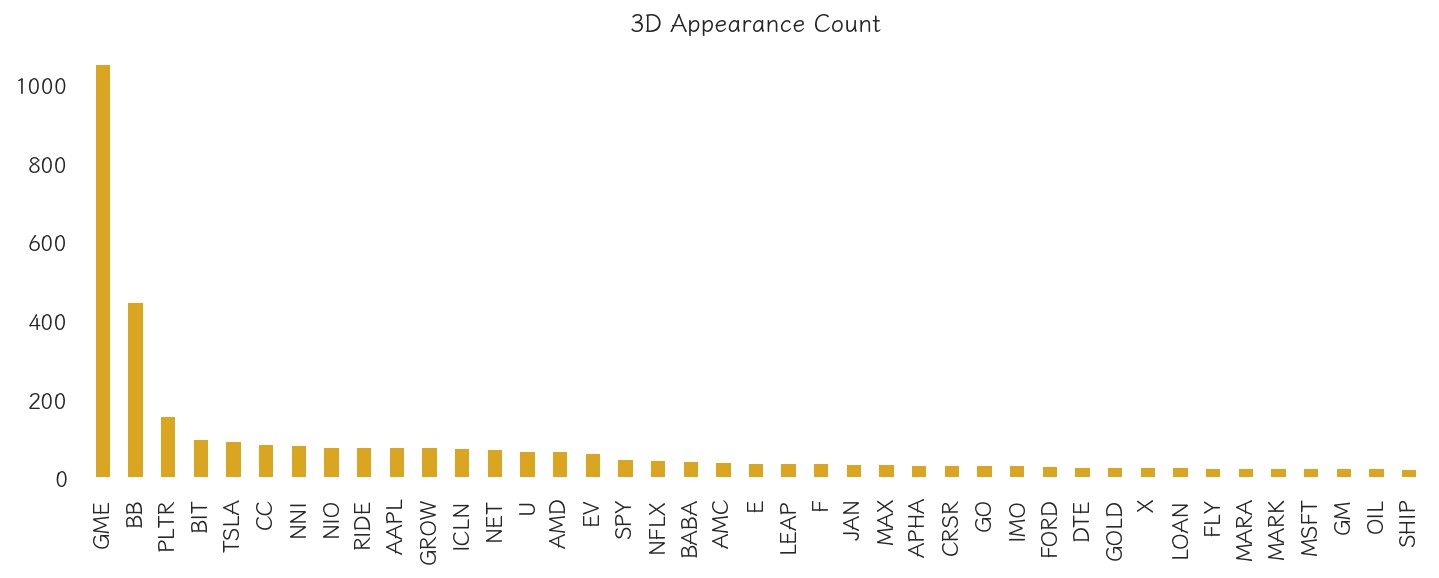 3D Appearance Count
1000
800
600
400
200
0
GME
BB
PLTR
BIT
TSLA
CC
NNI
NIO
RIDE
AAPL
GROW
ICLN
NET
U
AMD
EV
SPY
NFLX
BABA
AMC
E
LEAP
F
JAN
MAX
APHA
CRSR
GO
IMO
FORD
DTE
GOLD
X
LOAN
FLY
MARA
MARK
MSFT
GM
OIL
SHIP